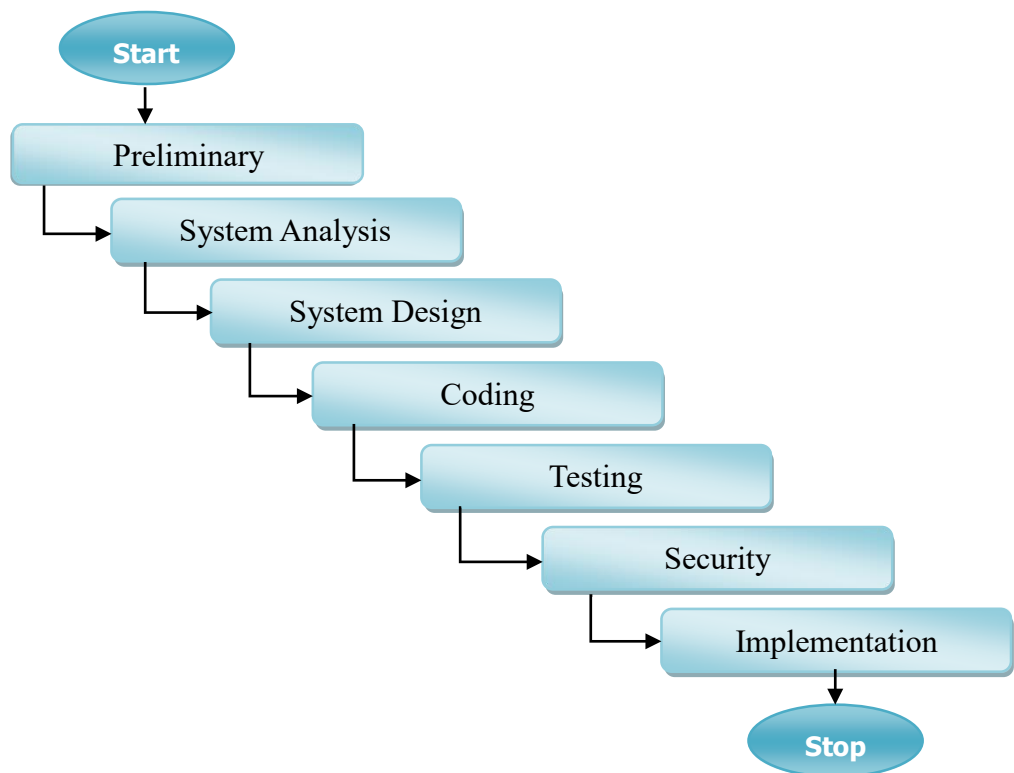 Start
Preliminary
System Analysis
System Design
Coding
Testing
Security
Implementation
Stop